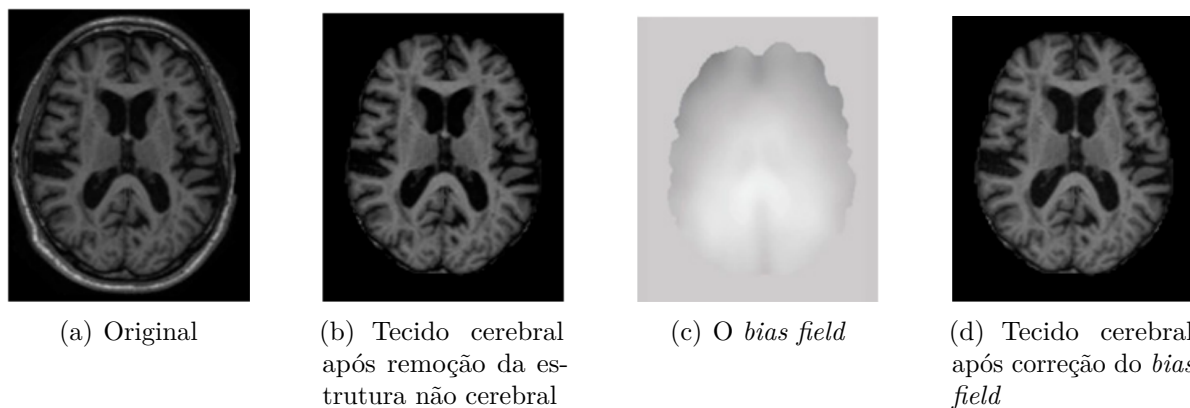 (a) Original
(b) Tecido cerebral
após remoção da es-
trutura não cerebral
(c) O bias field
(d) Tecido cerebral
após correção do bias
field